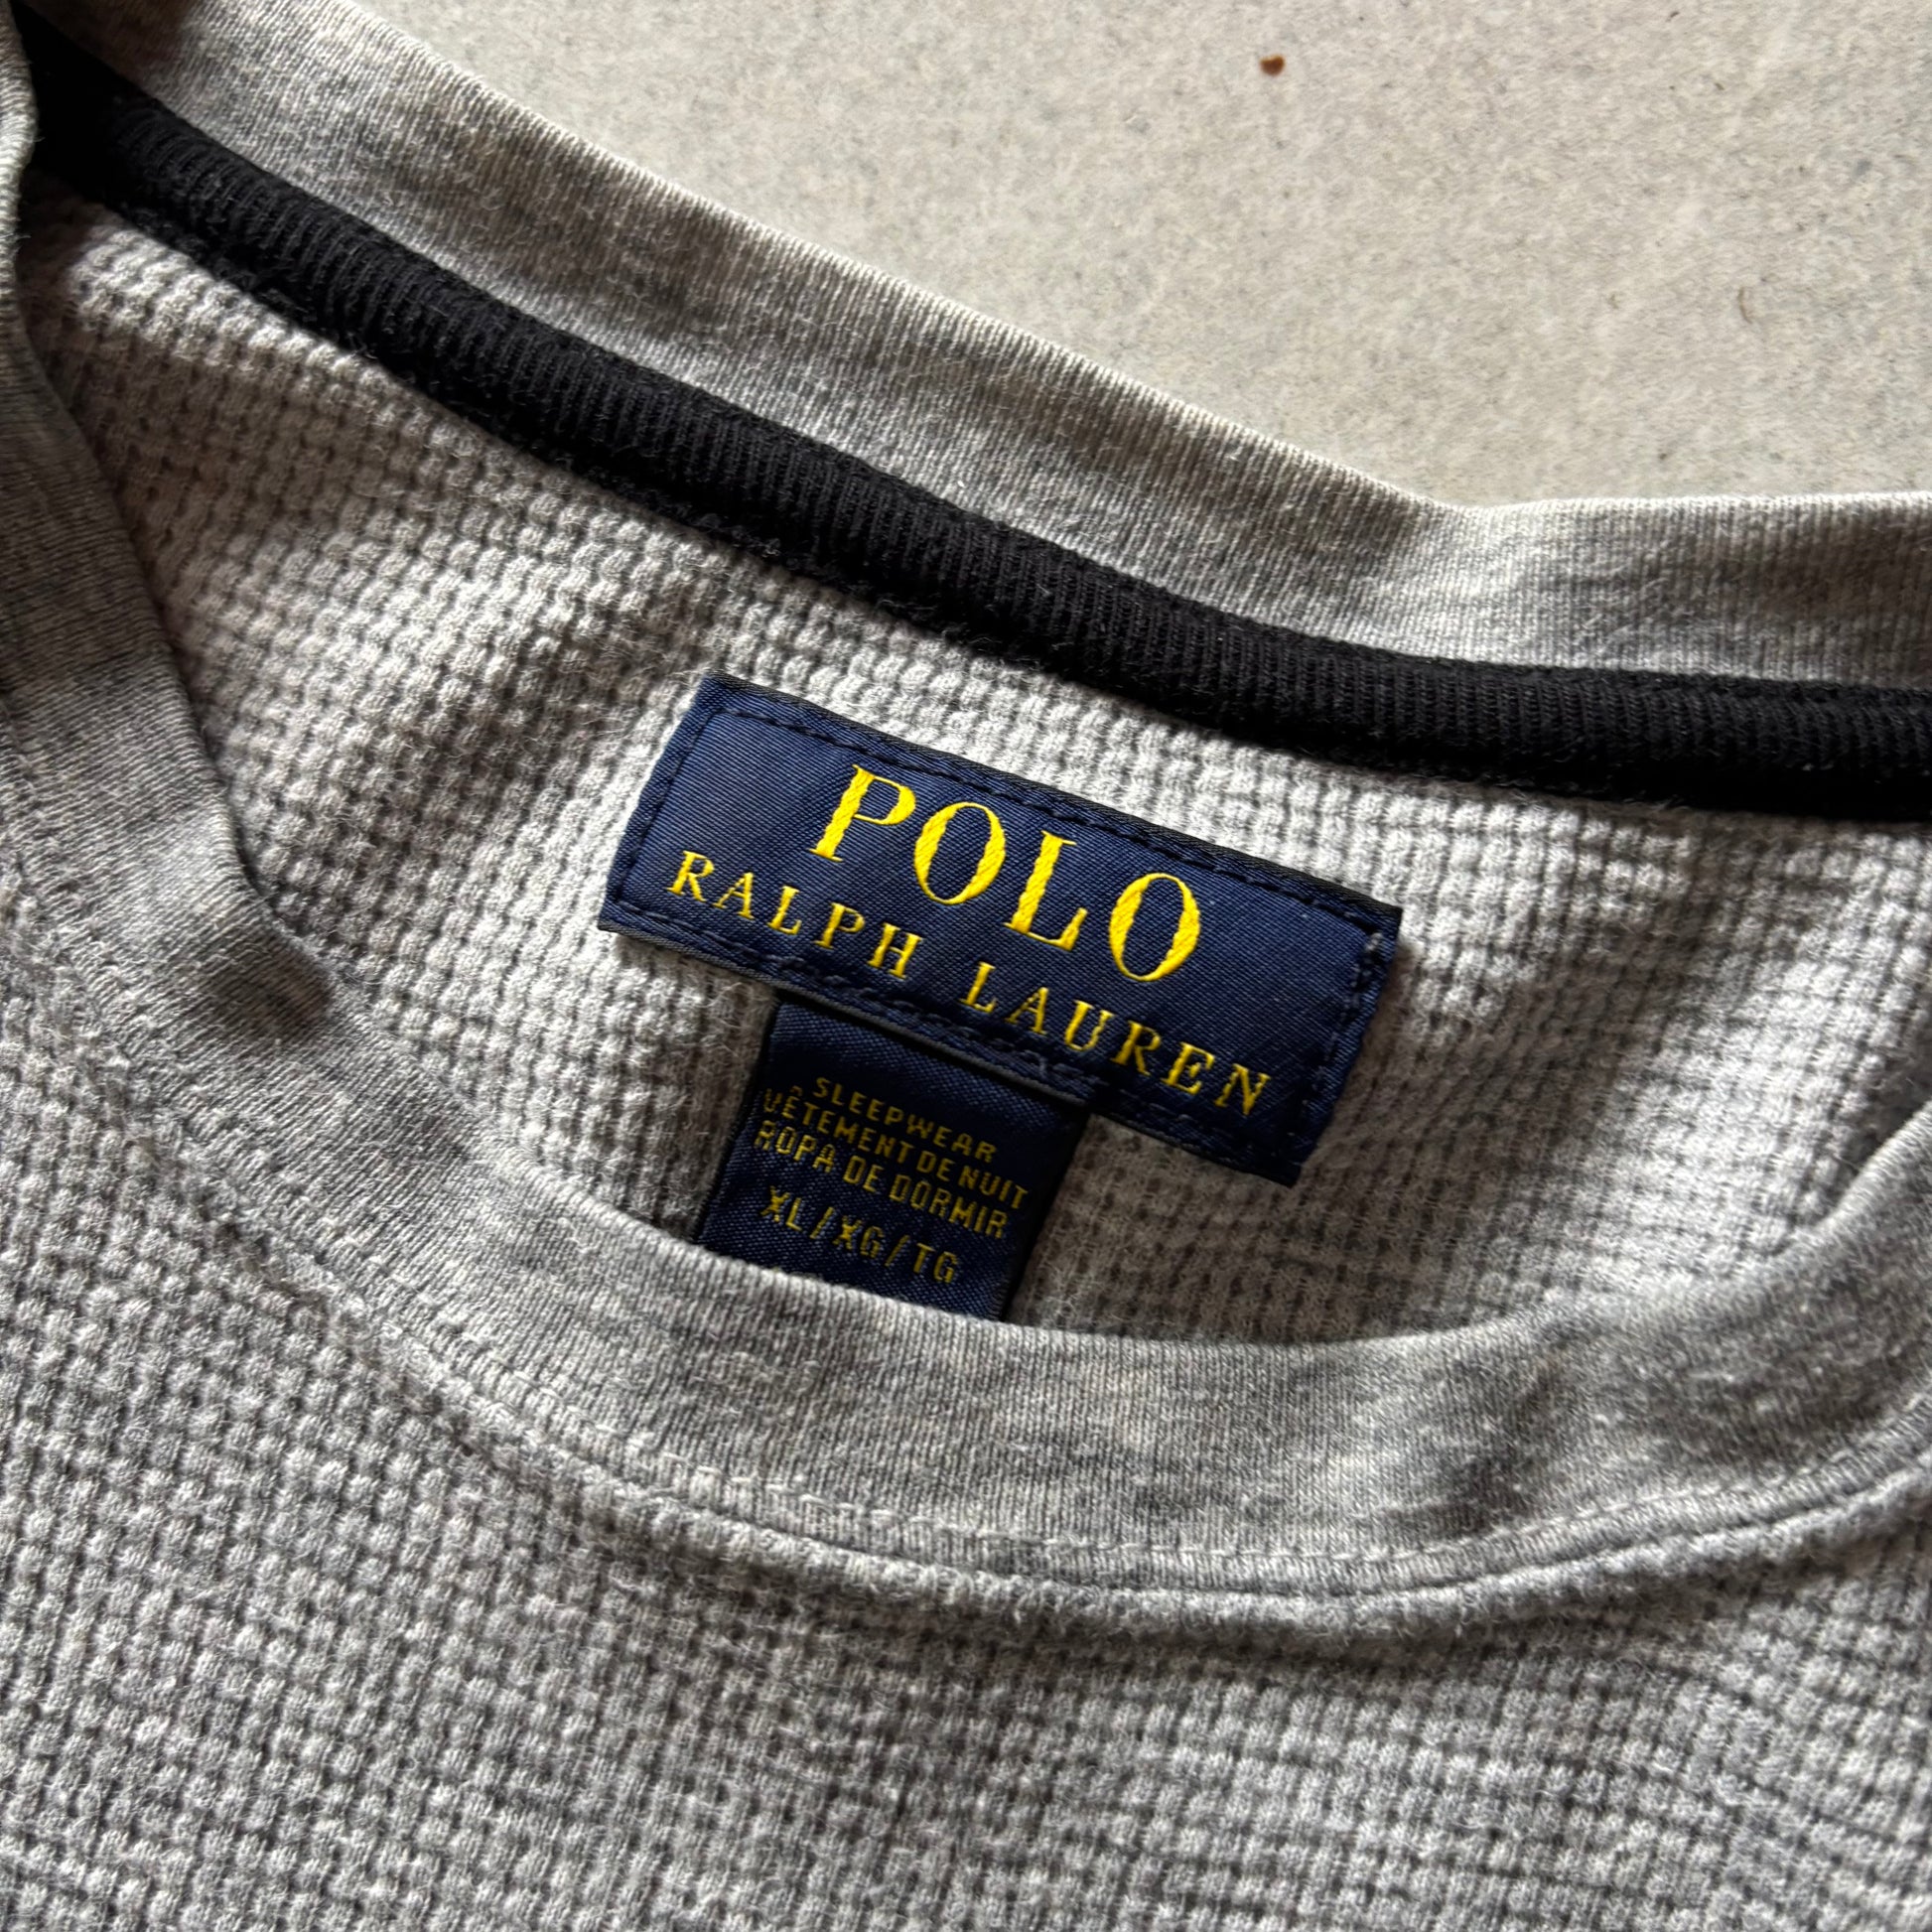 POLO
RALPH LAUREN
SLEEPWEAR
VÊTEMENT DE NUIT
ROPA DE DORMIR
XL/XG/TG